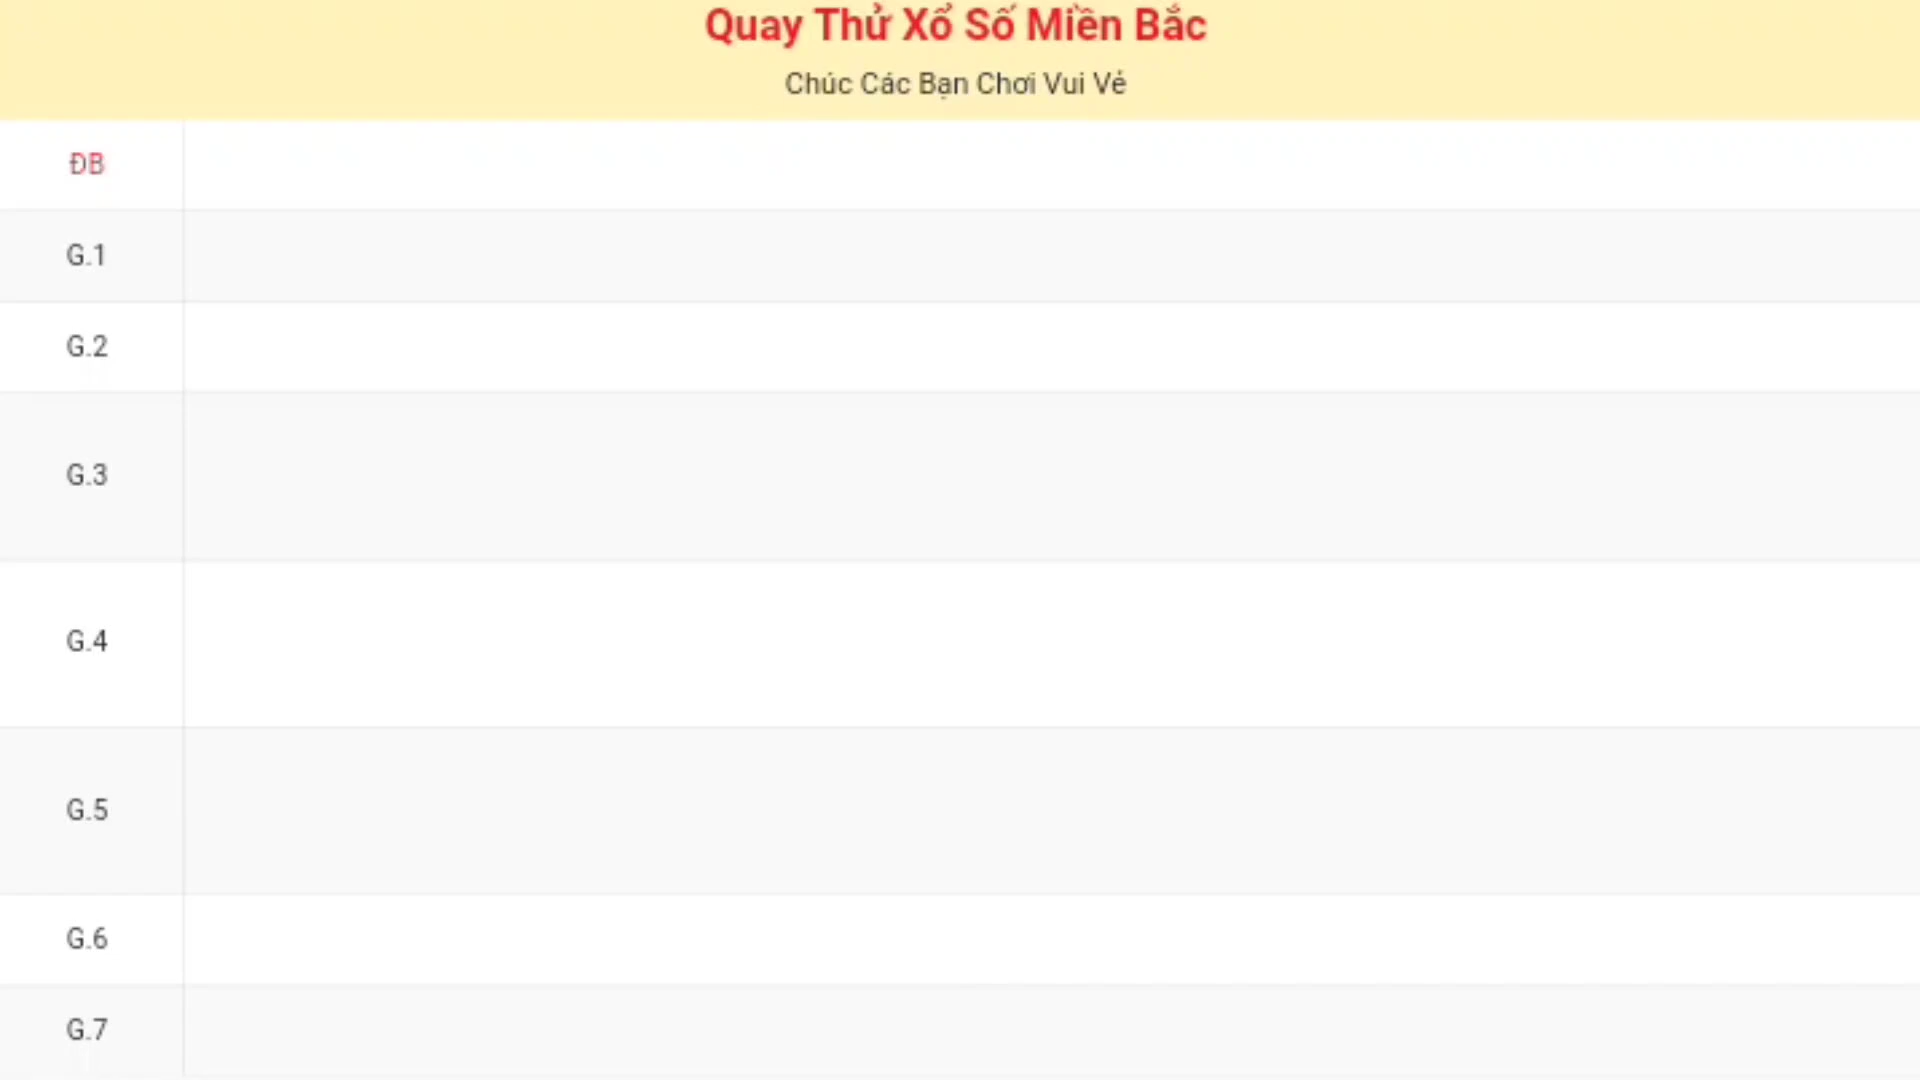 Quay Thử Xổ Số Miền Bắc
Chúc Các Bạn Chơi Vui Vẻ
ĐB
G.1
G.2
G.3
G.4
G.5
G.6
G.7